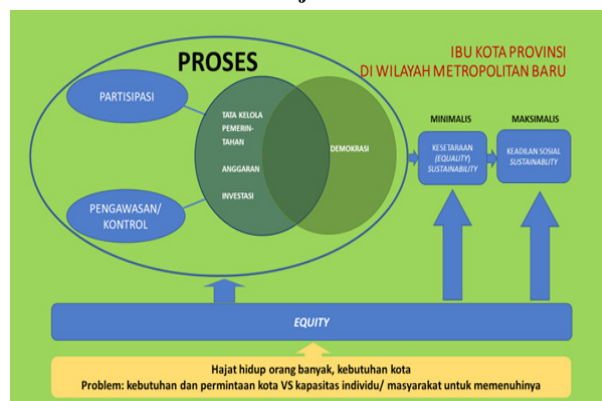 PROSES
IBU KOTA PROVINSI
DI WILAYAH METROPOLITAN BARU
PARTISIPASI
TATA KELOLA
PEMERIN-
TAHAN
ANGGARAN
INVESTASI
DEMOKRASI
PENGAWASAN/
KONTROL
MINIMALIS
KESETARAAN
(EQUALITY)
SUSTAINABILITY
MAKSIMALIS
KEADILAN SOSIAL
SUSTAINABLITY
EQUITY
Hajat hidup orang banyak, kebutuhan kota
Problem: kebutuhan dan permintaan kota VS kapasitas individu/ masyarakat untuk memenuhinya